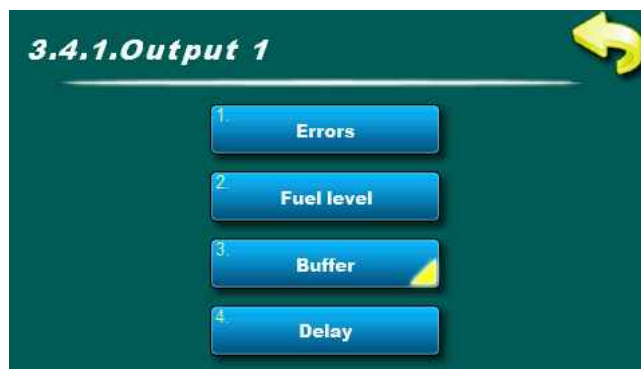 3.4.1.Output 1
1.
Errors
2.
Fuel level
3.
Buffer
4.
Delay